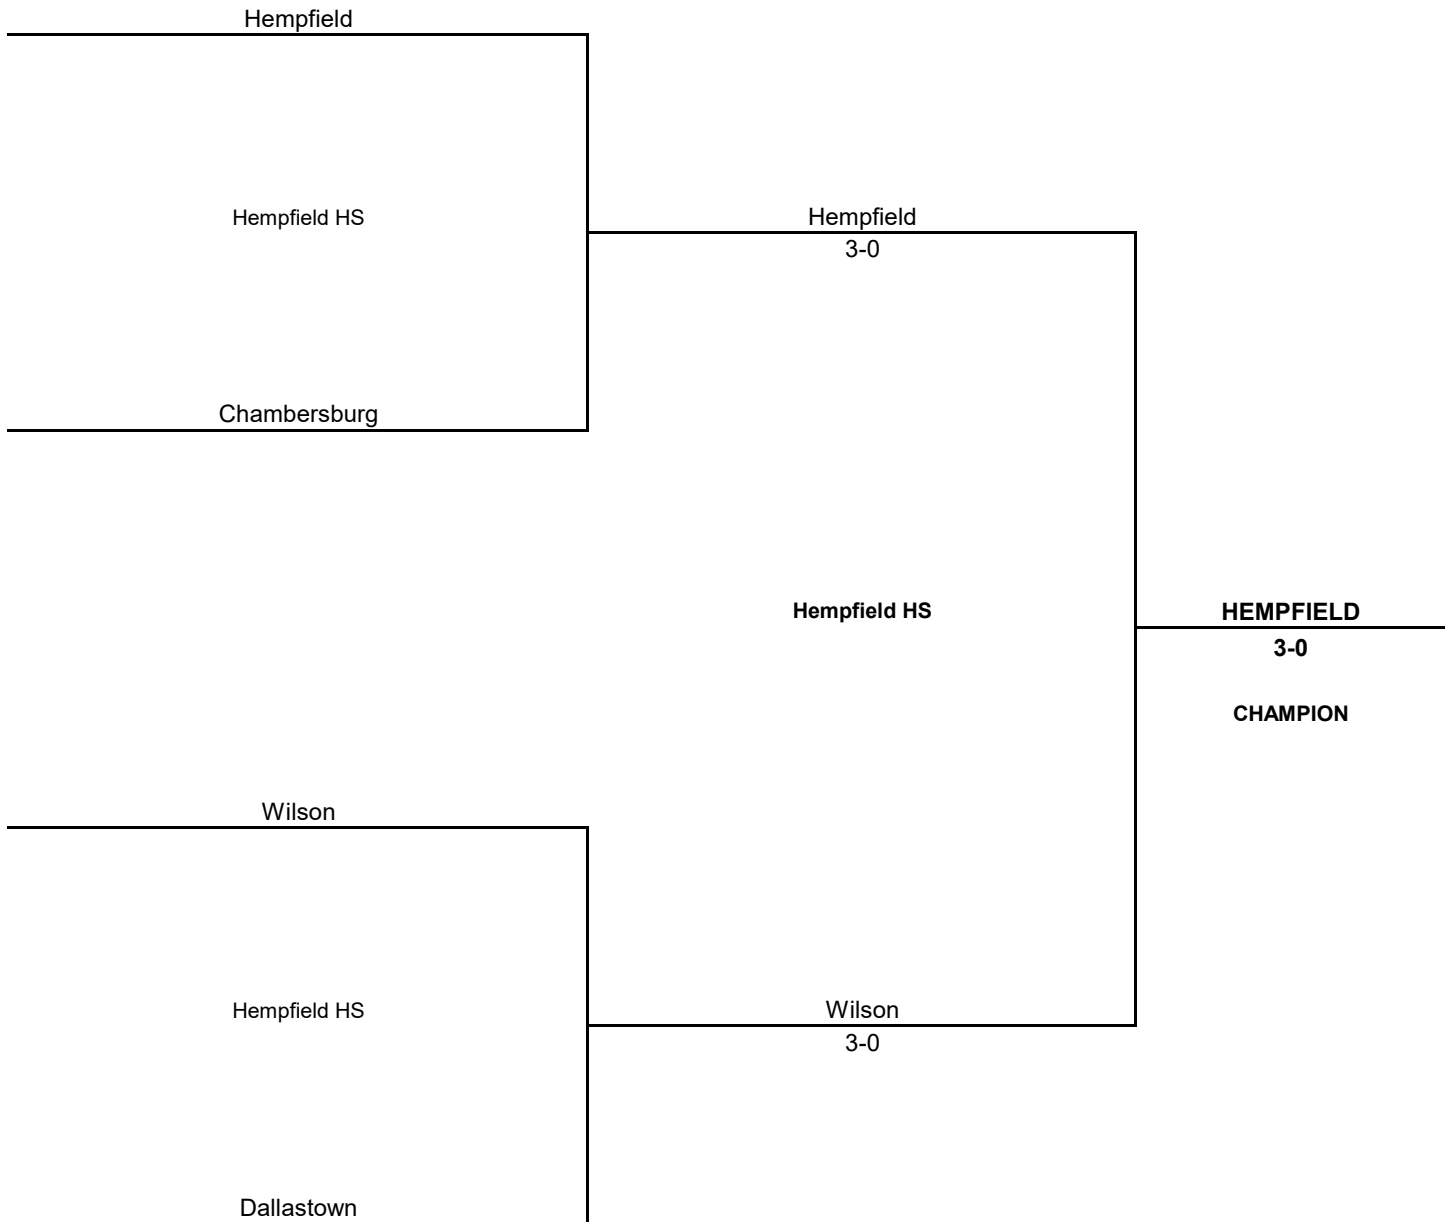 Hempfield
Hempfield HS
Hempfield
3-0
Chambersburg
Hempfield HS
HEMPFIELD
3-0
CHAMPION
Wilson
Hempfield HS
Wilson
3-0
Dallastown